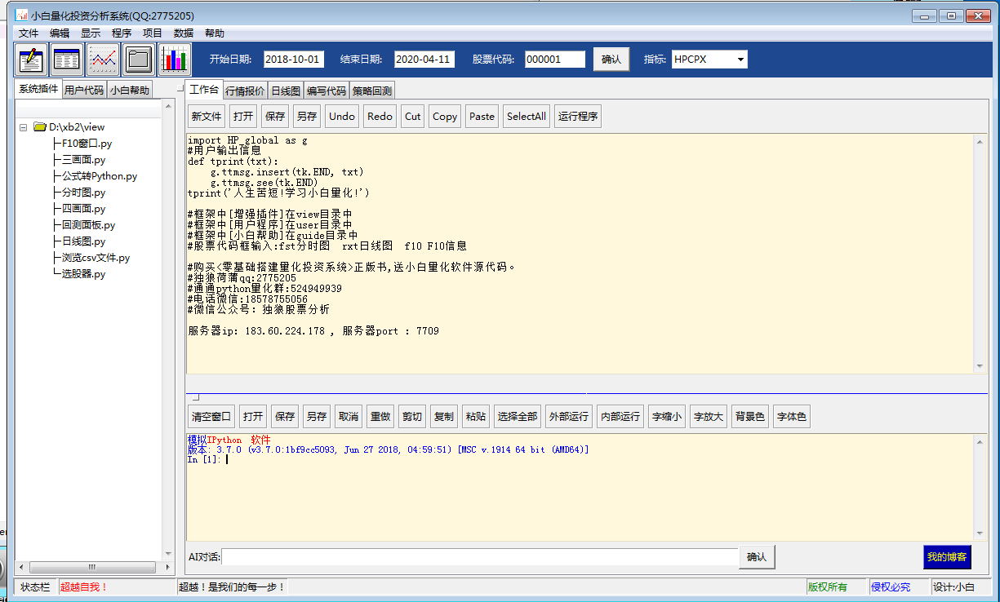 小白量化投资分析系统(QQ:2775205)
文件 编辑 显示 程序 项目 数据 帮助
开始日期: 2018-10-01 结束日期: 2020-04-11 股票代码: 000001 确认 指标: HPCPX
系统插件 用户代码 小白帮助
工作台 行情报价 日线图 编写代码 策略回测
新文件 打开 保存 另存 Undo Redo Cut Copy Paste SelectAll 运行程序
D:\xb2\view
F10窗口.py
三画面.py
公式转Python.py
分时图.py
四画面.py
回测面板.py
日线图.py
浏览csv文件.py
选股器.py
import HP_global as g
#用户输出信息
def tprint(txt):
    g.ttmsg.insert(tk.END, txt)
    g.ttmsg.see(tk.END)
tprint('人生苦短!学习小白量化!')
#框架中[增强插件]在view目录中
#框架中[用户程序]在user目录中
#框架中[小白帮助]在guide目录中
#股票代码框输入:fst分时图  rxt日线图  f10 F10信息
#购买<零基础搭建量化投资系统>正版书,送小白量化软件源代码。
#独狼荷蒲qq:2775205
#通通python量化群:524949939
#电话微信:18578755056
#微信公众号: 独狼股票分析
服务器ip: 183.60.224.178 , 服务器port : 7709
清空窗口 打开 保存 另存 取消 重做 剪切 复制 粘贴 选择全部 外部运行 内部运行 字缩小 字放大 背景色 字体色
模拟IPython  软件
版本: 3.7.0 (v3.7.0:1bf9cc5093, Jun 27 2018, 04:59:51) [MSC v.1914 64 bit (AMD64)]
In [1]:
AI对话: 确认 我的博客
状态栏 超越自我! 超越!是我们的每一步! 版权所有 侵权必究 设计:小白